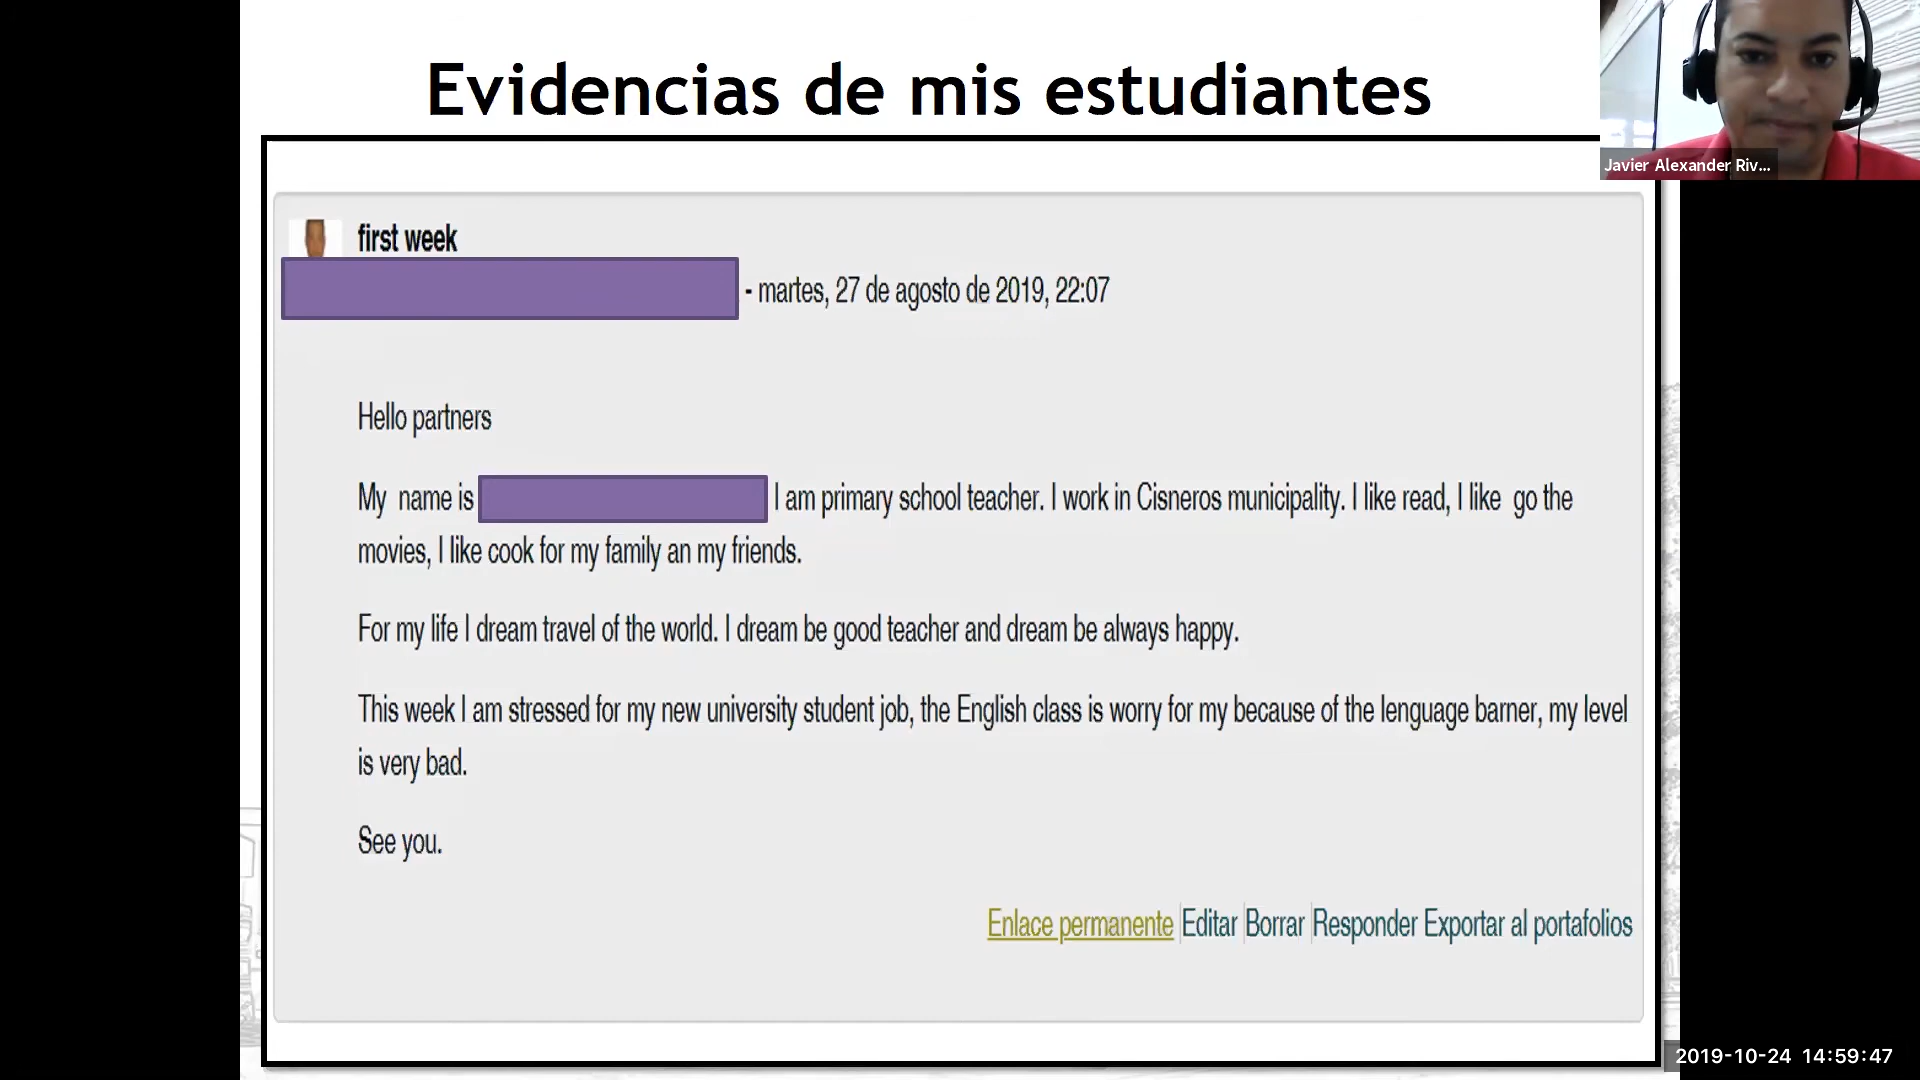 Evidencias de mis estudiantes
Javier Alexander Riv...
first week
- martes, 27 de agosto de 2019, 22:07
Hello partners
My name is I am primary school teacher. I work in Cisneros municipality. I like read, I like go the
movies, I like cook for my family an my friends.
For my life I dream travel of the world. I dream be good teacher and dream be always happy.
This week I am stressed for my new university student job, the English class is worry for my because of the lenguage barner, my level
is very bad.
See you.
Enlace permanente Editar Borrar Responder Exportar al portafolios
2019-10-24 14:59:47